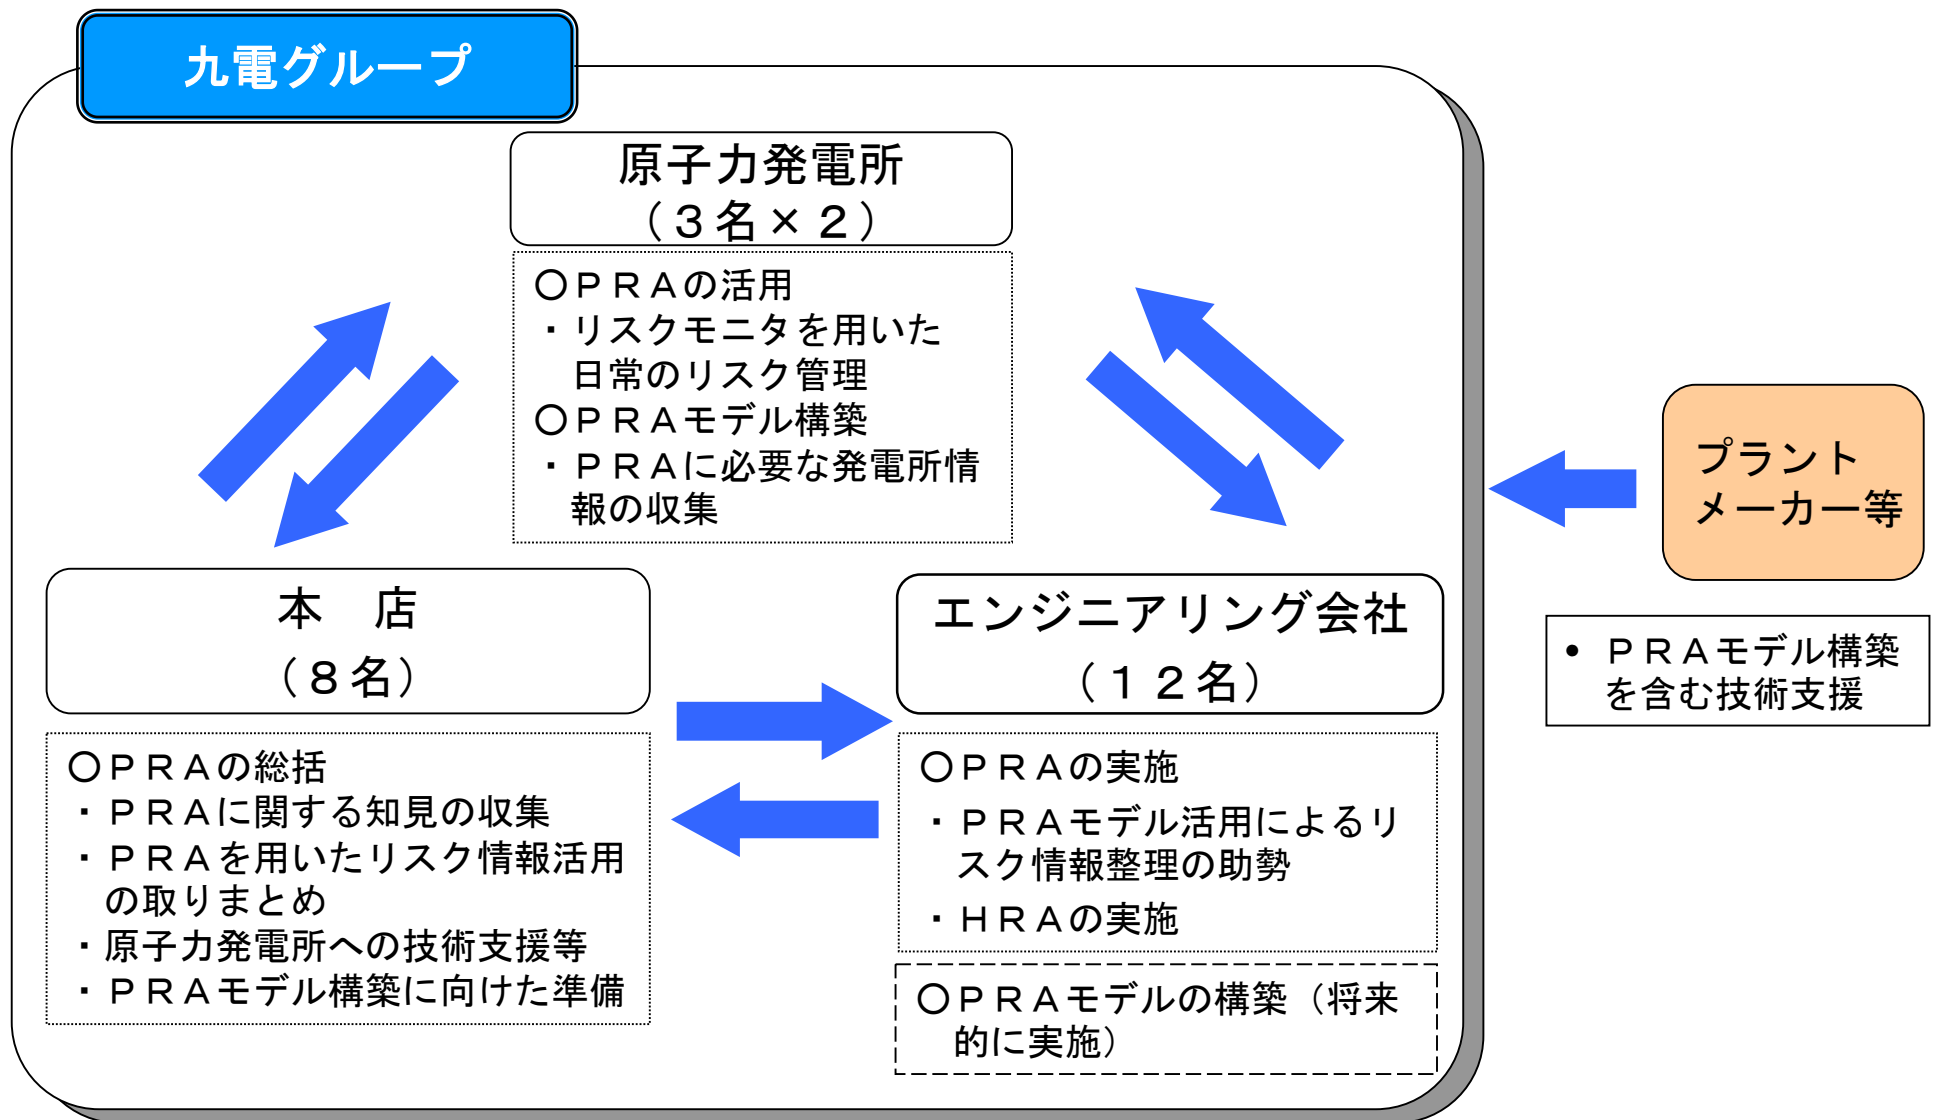 九電グループ
原子力発電所
（３名×２）
〇ＰＲＡの活用
・リスクモニタを用いた
日常のリスク管理
〇ＰＲＡモデル構築
・ＰＲＡに必要な発電所情
報の収集
本　店
（８名）
〇ＰＲＡの総括
・ＰＲＡに関する知見の収集
・ＰＲＡを用いたリスク情報活用
の取りまとめ
・原子力発電所への技術支援等
・ＰＲＡモデル構築に向けた準備
エンジニアリング会社
（１２名）
〇ＰＲＡの実施
・ＰＲＡモデル活用によるリ
スク情報整理の助勢
・ＨＲＡの実施
〇ＰＲＡモデルの構築（将来
的に実施）
プラント
メーカー等
• ＰＲＡモデル構築
を含む技術支援